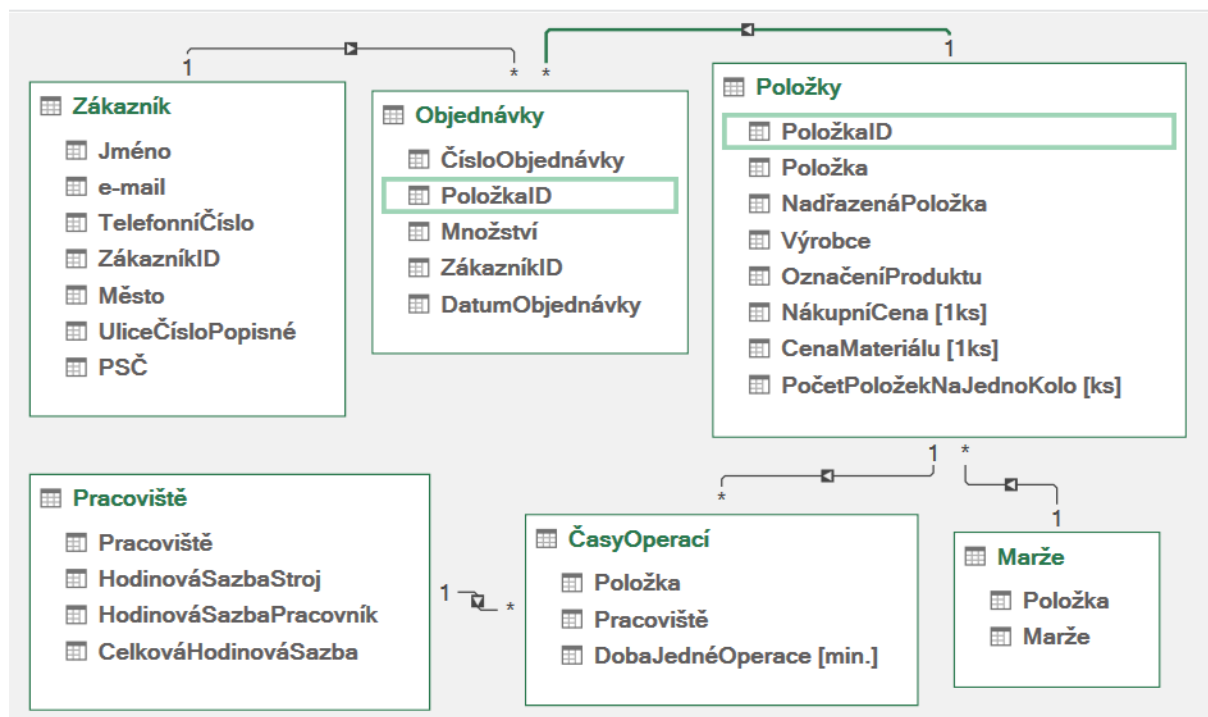 1
*
*
1
Zákazník
Jméno
e-mail
TelefonníČíslo
ZákazníkID
Město
UliceČísloPopisné
PSČ
Objednávky
ČísloObjednávky
PoložkaID
Množství
ZákazníkID
DatumObjednávky
Položky
PoložkaID
Položka
NadřazenáPoložka
Výrobce
OznačeníProduktu
NákupníCena [1ks]
CenaMateriálu [1ks]
PočetPoložekNaJednoKolo [ks]
1
*
*
1
Pracoviště
Pracoviště
HodinováSazbaStroj
HodinováSazbaPracovník
CelkováHodinováSazba
1
*
ČasyOperací
Položka
Pracoviště
DobaJednéOperace [min.]
Marže
Položka
Marže